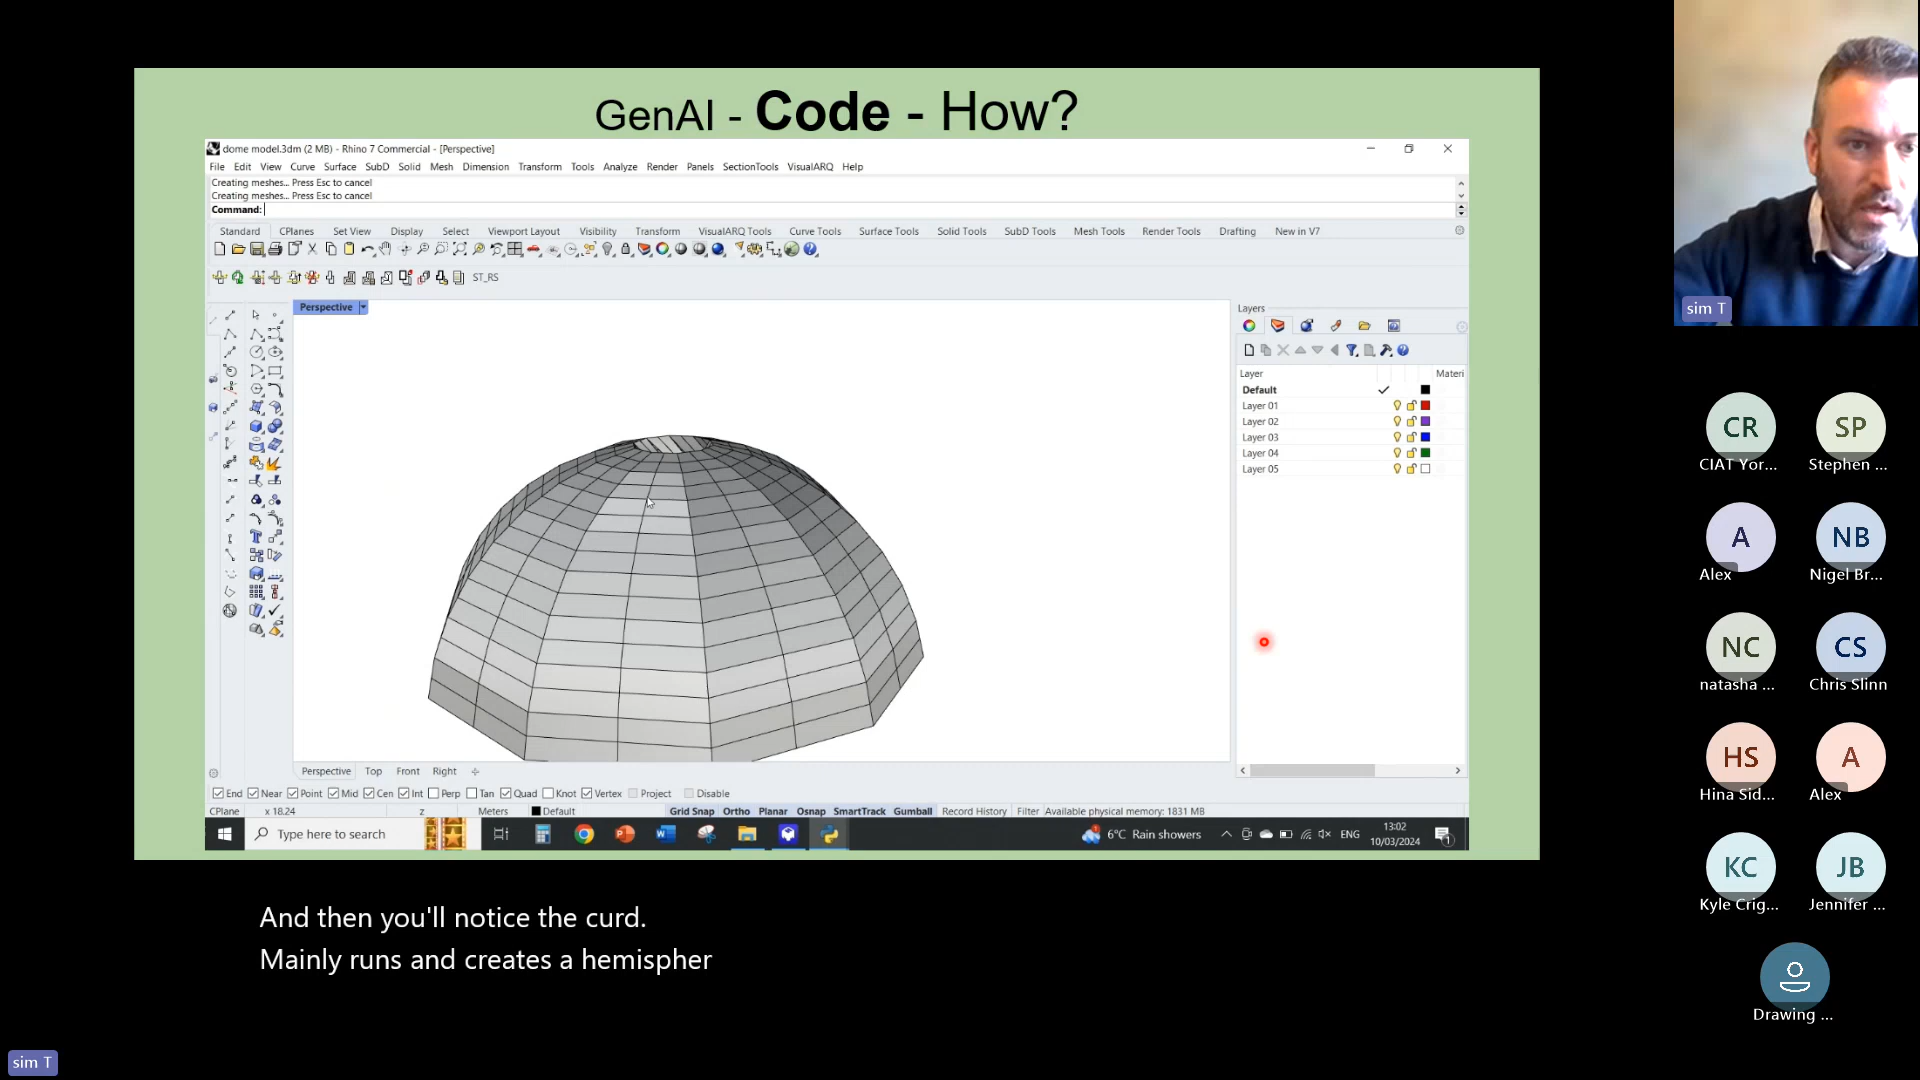 GenAI - Code - How?
dome model.3dm (2 MB) - Rhino 7 Commercial - [Perspective]
File Edit View Curve Surface SubD Solid Mesh Dimension Transform Tools Analyze Render Panels SectionTools VisualARQ Help
Creating meshes... Press Esc to cancel
Creating meshes... Press Esc to cancel
Command:
Standard CPlanes Set View Display Select Viewport Layout Visibility Transform VisualARQ Tools Curve Tools Surface Tools Solid Tools SubD Tools Mesh Tools Render Tools Drafting New in V7
ST_RS
Perspective
Layers
Layer Materi
Default
Layer 01
Layer 02
Layer 03
Layer 04
Layer 05
Perspective Top Front Right
End Near Point Mid Cen Int Perp Tan Quad Knot Vertex Project Disable
CPlane x 18.24 z Meters Default Grid Snap Ortho Planar Osnap SmartTrack Gumball Record History Filter Available physical memory: 1831 MB
Type here to search
6°C Rain showers
ENG
13:02
10/03/2024
1
And then you'll notice the curd.
Mainly runs and creates a hemispher
sim T
sim T
CR SP
CIAT Yor... Stephen ...
A NB
Alex Nigel Br...
NC CS
natasha ... Chris Slinn
HS A
Hina Sid... Alex
KC JB
Kyle Crig... Jennifer ...
Drawing ...